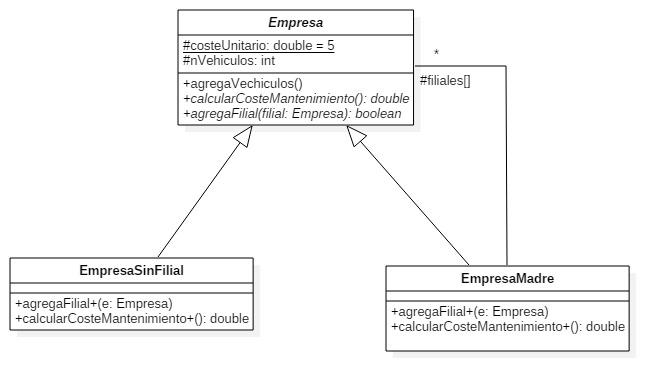 Empresa
#costeUnitario: double = 5
#nVehiculos: int
+agregaVechiculos()
+calcularCosteMantenimiento(): double
+agregaFilial(filial: Empresa): boolean
*
#filiales[]
EmpresaSinFilial
+agregaFilial+(e: Empresa)
+calcularCosteMantenimiento+(): double
EmpresaMadre
+agregaFilial+(e: Empresa)
+calcularCosteMantenimiento+(): double